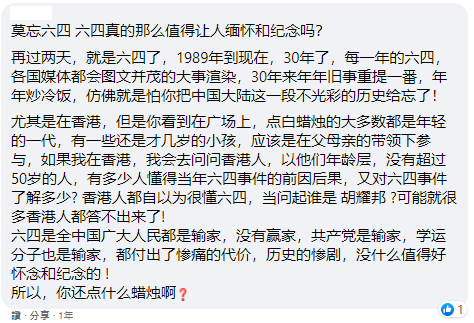 莫忘六四 六四真的那么值得让人缅怀和纪念吗?
再过两天，就是六四了，1989年到现在，30年了，每一年的六四，
各国媒体都会图文并茂的大事渲染，30年来年年旧事重提一番，年
年炒冷饭，仿佛就是怕你把中国大陆这一段不光彩的历史给忘了！
尤其是在香港，但是你看到在广场上，点白蜡烛的大多数都是年轻
的一代，有一些还是才几岁的小孩，应该是在父母亲的带领下参
与，如果我在香港，我会去问问香港人，以他们年龄层，没有超过
50岁的人，有多少人懂得当年六四事件的前因后果，又对六四事件
了解多少? 香港人都自以为很懂六四，当问起谁是 胡耀邦 ?可能就很
多香港人都答不出来了!
六四是全中国广大人民都是输家，没有赢家，共产党是输家，学运
分子也是输家，都付出了惨痛的代价，历史的惨剧，没什么值得好
怀念和纪念的！
所以，你还点什么蜡烛啊❓
讚 · 分享 · 1年
1